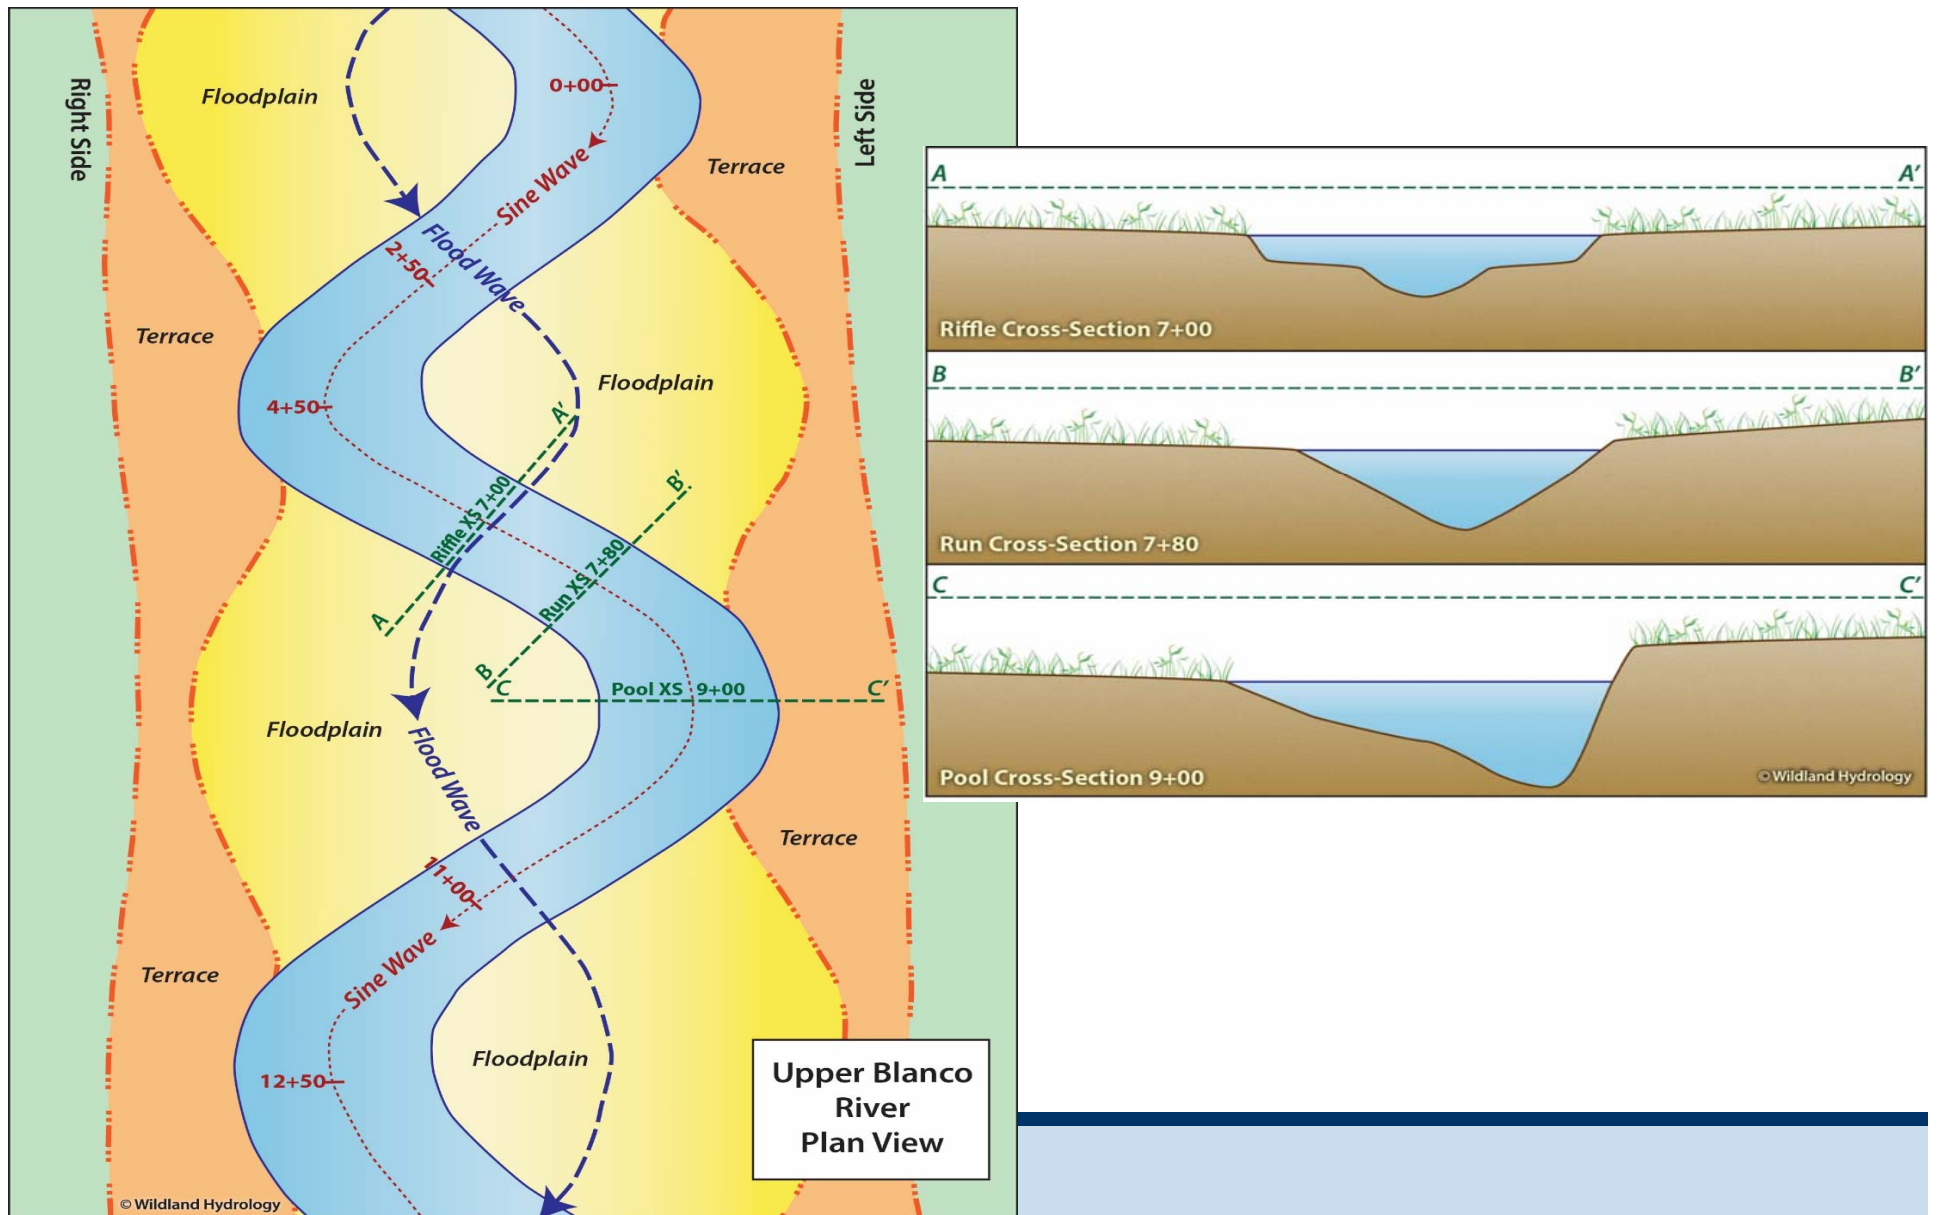 Right Side
Left Side
Floodplain
0+00
Terrace
Sine Wave
Flood Wave
2+50
Terrace
Floodplain
4+50
A'
Riffle XS 7+00
A
B'
Run XS 7+80
B
C
Pool XS 9+00
C'
Floodplain
Flood Wave
Terrace
11+00
Sine Wave
Terrace
Floodplain
12+50
Upper Blanco
River
Plan View
© Wildland Hydrology
A
A'
Riffle Cross-Section 7+00
B
B'
Run Cross-Section 7+80
C
C'
Pool Cross-Section 9+00
© Wildland Hydrology